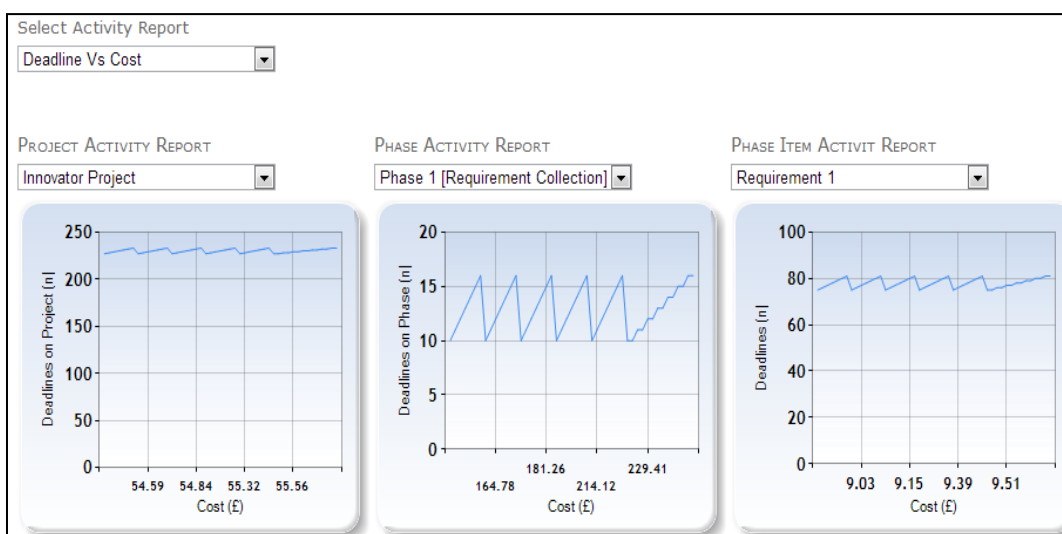 Select Activity Report
Deadline Vs Cost
PROJECT ACTIVITY REPORT
Innovator Project
PHASE ACTIVITY REPORT
Phase 1 [Requirement Collection]
PHASE ITEM ACTIVIT REPORT
Requirement 1
Deadlines on Project [n]
250
200
150
100
50
0
54.59 54.84 55.32 55.56
Cost (£)
Deadlines on Phase [n]
20
15
10
5
0
181.26 229.41
164.78 214.12
Cost (£)
Deadlines [n]
100
80
60
40
20
0
9.03 9.15 9.39 9.51
Cost (£)